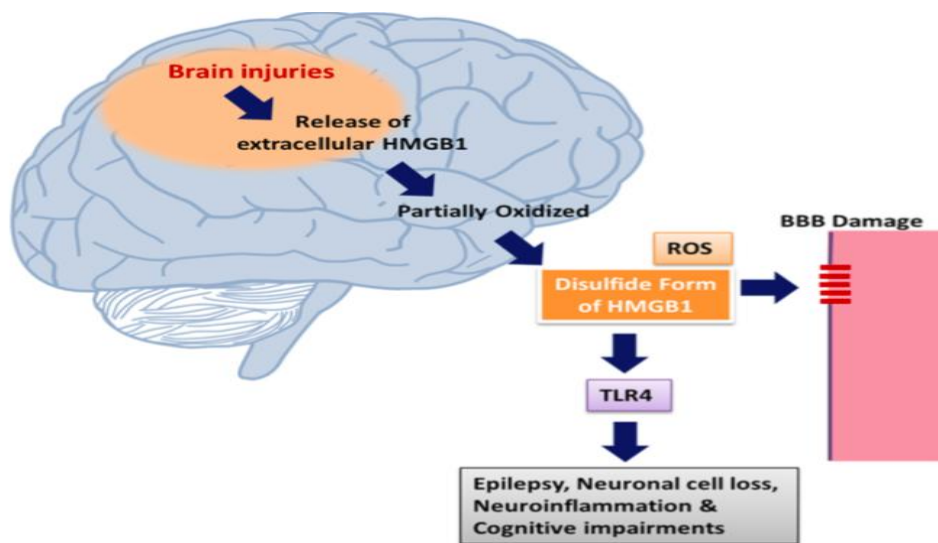 Brain injuries
Release of
extracellular HMGB1
Partially Oxidized
BBB Damage
ROS
Disulfide Form
of HMGB1
TLR4
Epilepsy, Neuronal cell loss,
Neuroinflammation &
Cognitive impairments